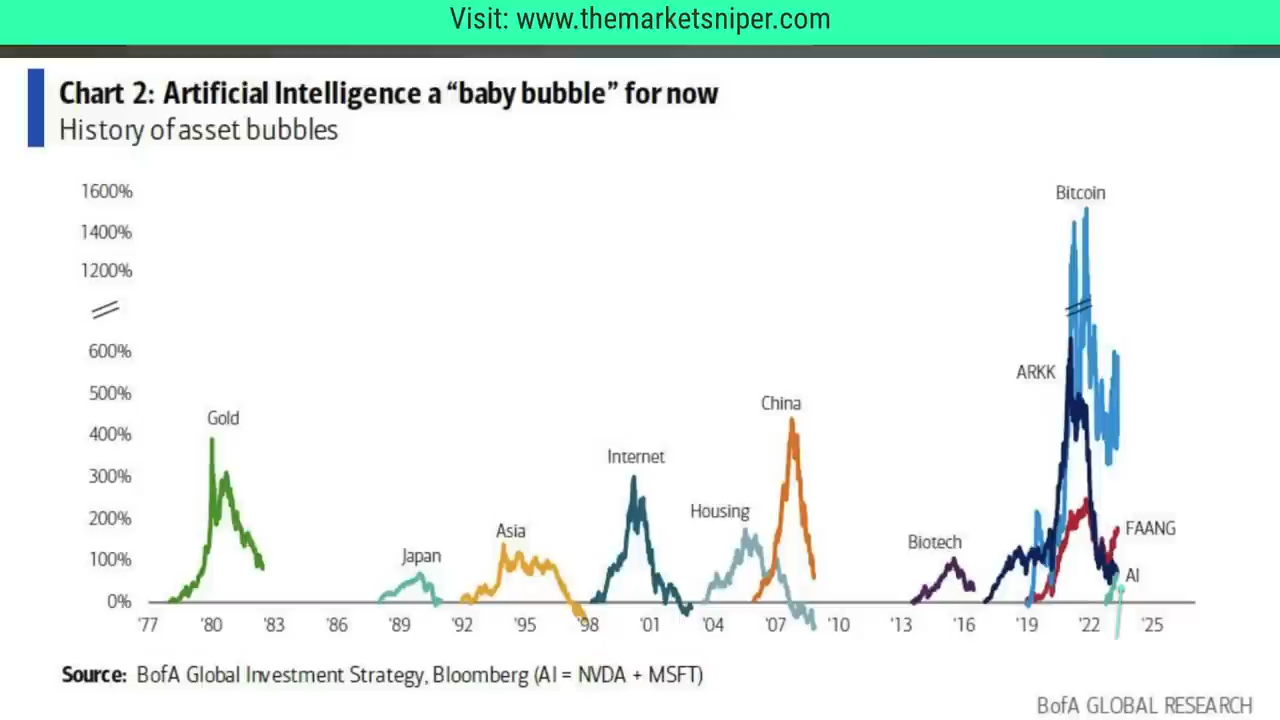 Visit: www.themarketsniper.com
Chart 2: Artificial Intelligence a “baby bubble” for now
History of asset bubbles
1600%
1400%
1200%
600%
500%
400%
300%
200%
100%
0%
Bitcoin
ARKK
Gold
China
Internet
Housing
Asia
Japan
Biotech
FAANG
AI
'77 '80 '83 '86 '89 '92 '95 '98 '01 '04 '07 '10 '13 '16 '19 '22 '25
Source: BofA Global Investment Strategy, Bloomberg (AI = NVDA + MSFT)
BofA GLOBAL RESEARCH